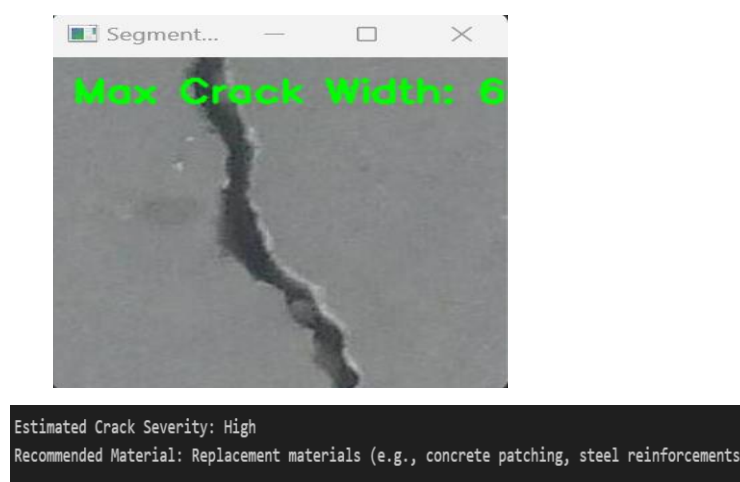 Segment...
Max Crack Width: 6
Estimated Crack Severity: High
Recommended Material: Replacement materials (e.g., concrete patching, steel reinforcements